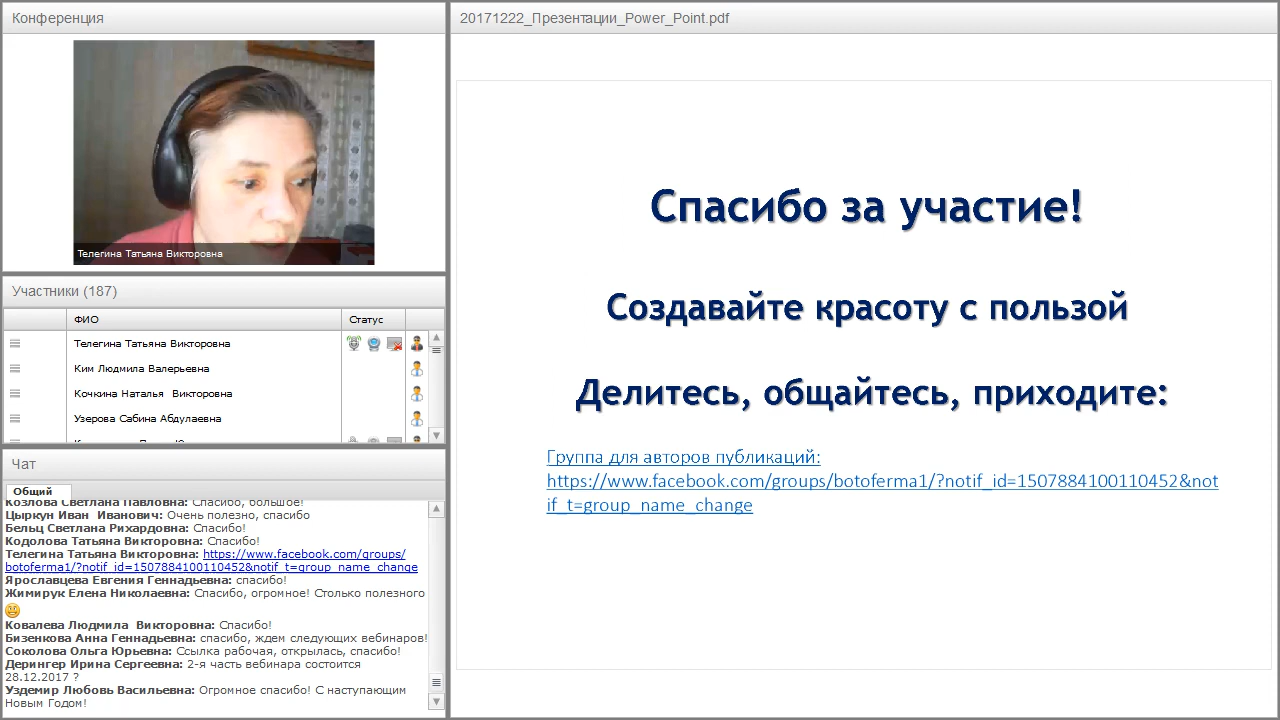 Конференция
Телегина Татьяна Викторовна
Участники (187)
ФИО
Статус
Телегина Татьяна Викторовна
Ким Людмила Валерьевна
Кочкина Наталья Викторовна
Узерова Сабина Абдулаевна
Чат
Общий
Козлова Светлана Павловна: Спасибо, большое!
Цыркун Иван Иванович: Очень полезно, спасибо
Бельц Светлана Рихардовна: Спасибо!
Кодолова Татьяна Викторовна: Спасибо!
Телегина Татьяна Викторовна: https://www.facebook.com/groups/
botoferma1/?notif_id=1507884100110452&notif_t=group_name_change
Ярославцева Евгения Геннадьевна: спасибо!
Жимирук Елена Николаевна: Спасибо, огромное! Столько полезного
Ковалева Людмила Викторовна: Спасибо!
Бизенкова Анна Геннадьевна: спасибо, ждем следующих вебинаров!
Соколова Ольга Юрьевна: Ссылка рабочая, открылась, спасибо!
Дерингер Ирина Сергеевна: 2-я часть вебинара состоится
28.12.2017 ?
Уздемир Любовь Васильевна: Огромное спасибо! С наступающим
Новым Годом!
20171222_Презентации_Power_Point.pdf
Спасибо за участие!
Создавайте красоту с пользой
Делитесь, общайтесь, приходите:
Группа для авторов публикаций:
https://www.facebook.com/groups/botoferma1/?notif_id=1507884100110452&not
if_t=group_name_change